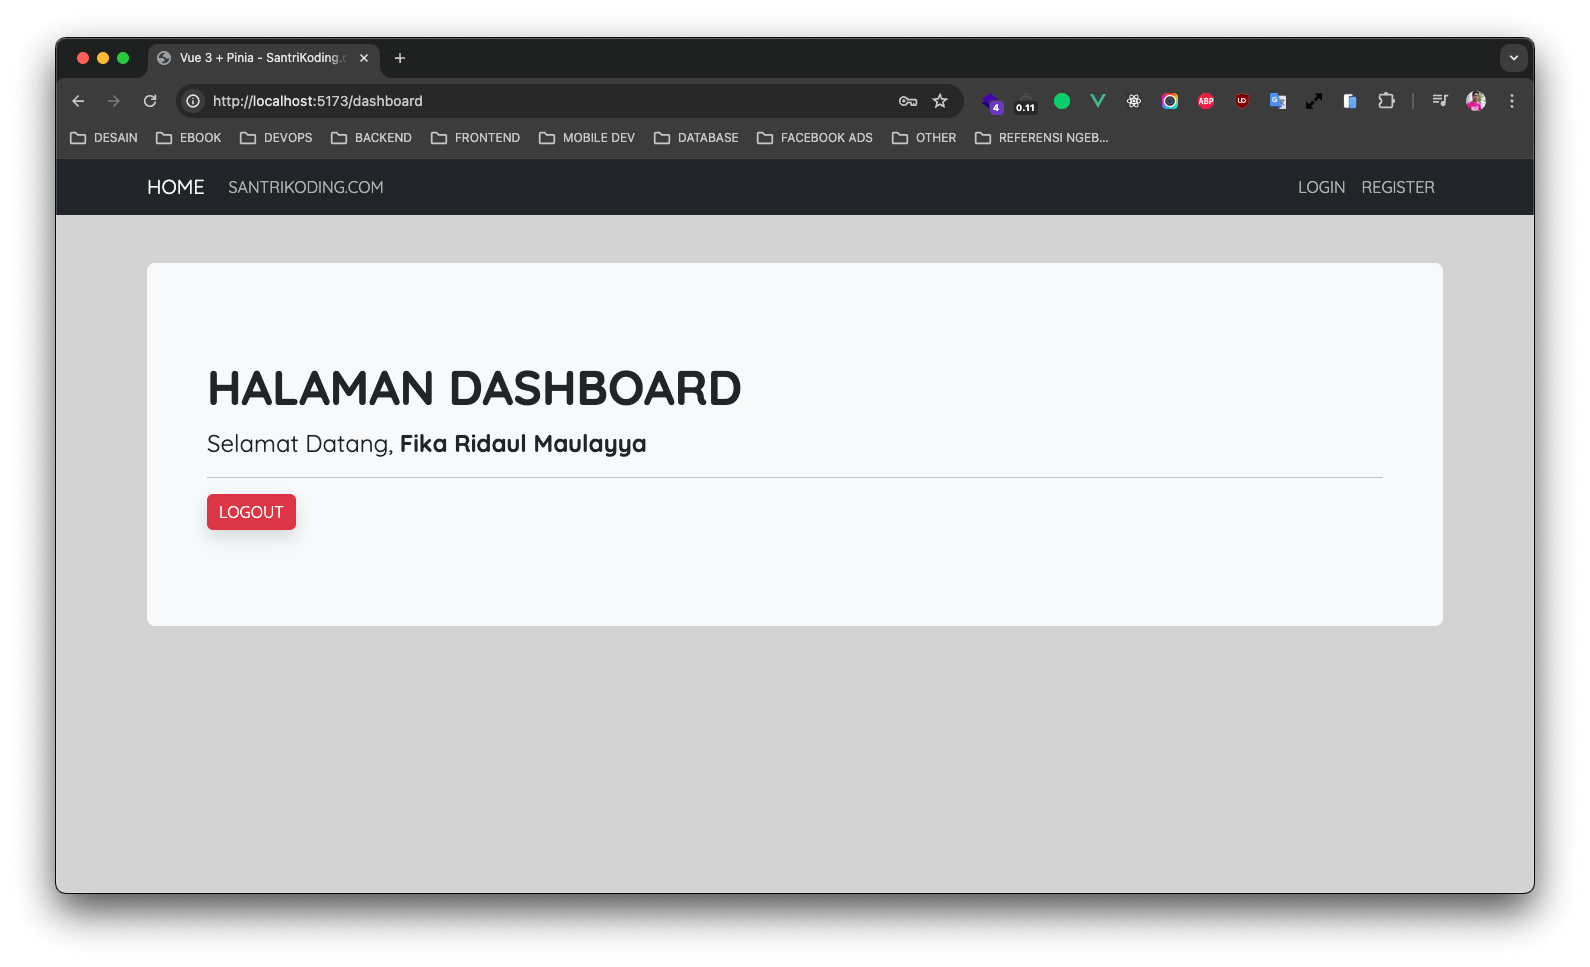 Vue 3 + Pinia - SantriKoding.c
http://localhost:5173/dashboard
4
0.11
ABP
DESAIN EBOOK DEVOPS BACKEND FRONTEND MOBILE DEV DATABASE FACEBOOK ADS OTHER REFERENSI NGEB...
HOME SANTRIKODING.COM LOGIN REGISTER
HALAMAN DASHBOARD
Selamat Datang, Fika Ridaul Maulayya
LOGOUT